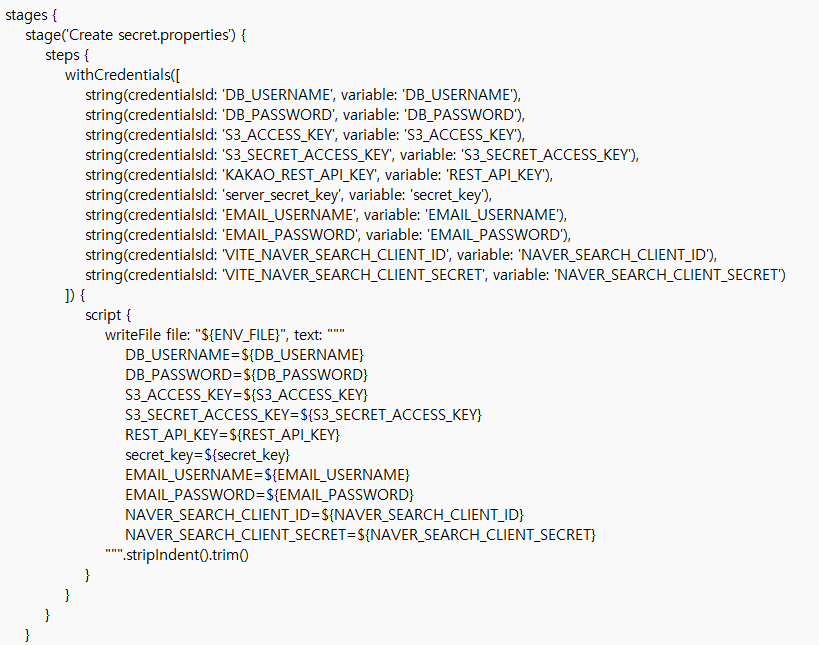 stages {
stage('Create secret.properties') {
steps {
withCredentials([
string(credentialsId: 'DB_USERNAME', variable: 'DB_USERNAME'),
string(credentialsId: 'DB_PASSWORD', variable: 'DB_PASSWORD'),
string(credentialsId: 'S3_ACCESS_KEY', variable: 'S3_ACCESS_KEY'),
string(credentialsId: 'S3_SECRET_ACCESS_KEY', variable: 'S3_SECRET_ACCESS_KEY'),
string(credentialsId: 'KAKAO_REST_API_KEY', variable: 'REST_API_KEY'),
string(credentialsId: 'server_secret_key', variable: 'secret_key'),
string(credentialsId: 'EMAIL_USERNAME', variable: 'EMAIL_USERNAME'),
string(credentialsId: 'EMAIL_PASSWORD', variable: 'EMAIL_PASSWORD'),
string(credentialsId: 'VITE_NAVER_SEARCH_CLIENT_ID', variable: 'NAVER_SEARCH_CLIENT_ID'),
string(credentialsId: 'VITE_NAVER_SEARCH_CLIENT_SECRET', variable: 'NAVER_SEARCH_CLIENT_SECRET')
]) {
script {
writeFile file: "${ENV_FILE}", text: """
DB_USERNAME=${DB_USERNAME}
DB_PASSWORD=${DB_PASSWORD}
S3_ACCESS_KEY=${S3_ACCESS_KEY}
S3_SECRET_ACCESS_KEY=${S3_SECRET_ACCESS_KEY}
REST_API_KEY=${REST_API_KEY}
secret_key=${secret_key}
EMAIL_USERNAME=${EMAIL_USERNAME}
EMAIL_PASSWORD=${EMAIL_PASSWORD}
NAVER_SEARCH_CLIENT_ID=${NAVER_SEARCH_CLIENT_ID}
NAVER_SEARCH_CLIENT_SECRET=${NAVER_SEARCH_CLIENT_SECRET}
""".stripIndent().trim()
}
}
}
}